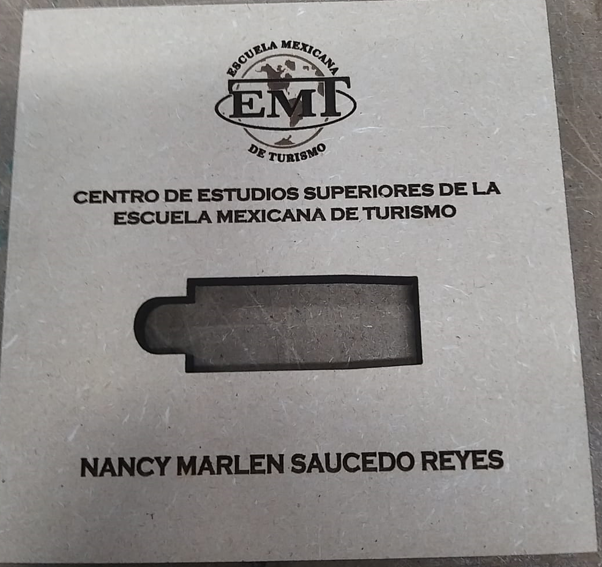 ESCUELA MEXICANA
EMT
DE TURISMO
CENTRO DE ESTUDIOS SUPERIORES DE LA
ESCUELA MEXICANA DE TURISMO
NANCY MARLEN SAUCEDO REYES